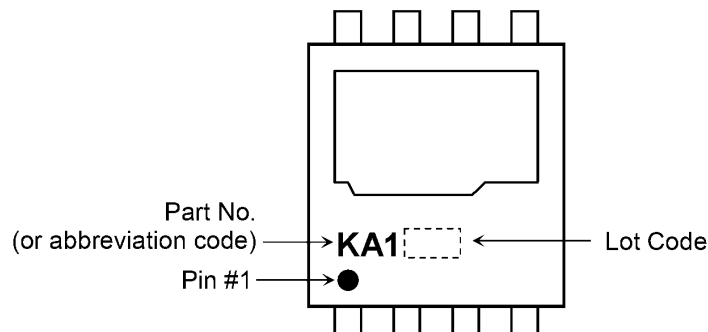 Part No.
(or abbreviation code)
KA1
Lot Code
Pin #1